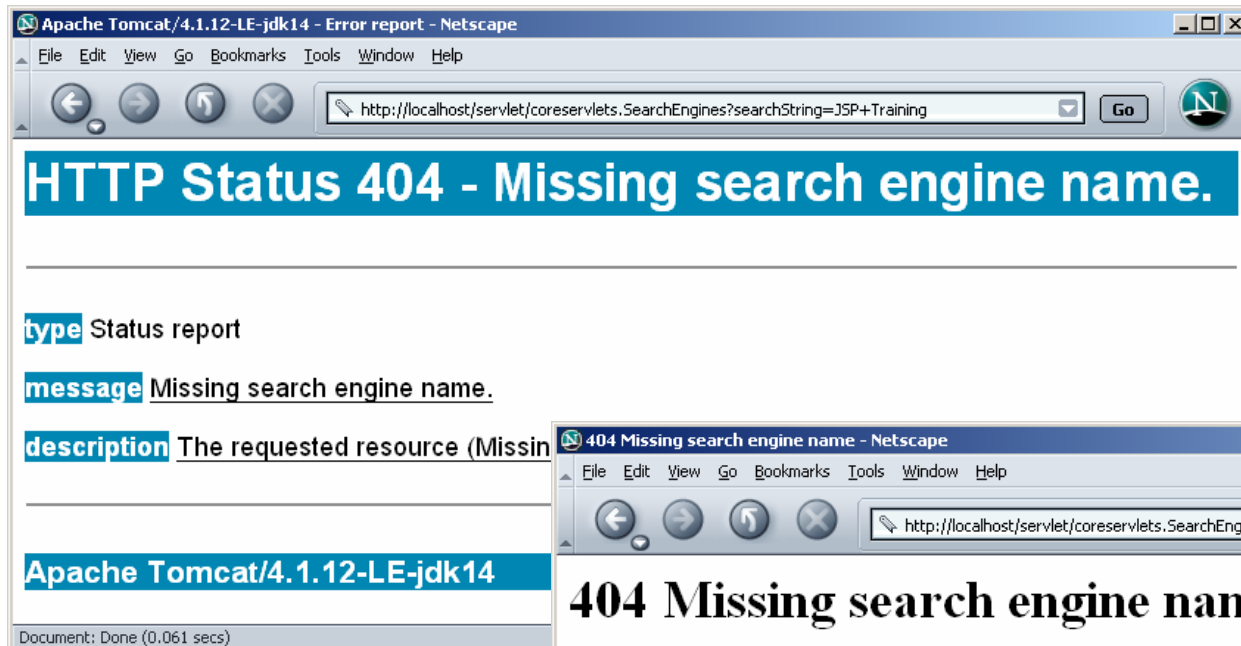 Apache Tomcat/4.1.12-LE-jdk14 - Error report - Netscape
File Edit View Go Bookmarks Tools Window Help
http://localhost/servlet/coreservlets.SearchEngines?searchString=JSP+Training
Go
N
HTTP Status 404 - Missing search engine name.
type Status report
message Missing search engine name.
description The requested resource (Missin
Apache Tomcat/4.1.12-LE-jdk14
Document: Done (0.061 secs)
404 Missing search engine name - Netscape
File Edit View Go Bookmarks Tools Window Help
http://localhost/servlet/coreservlets.SearchEng
404 Missing search engine nam